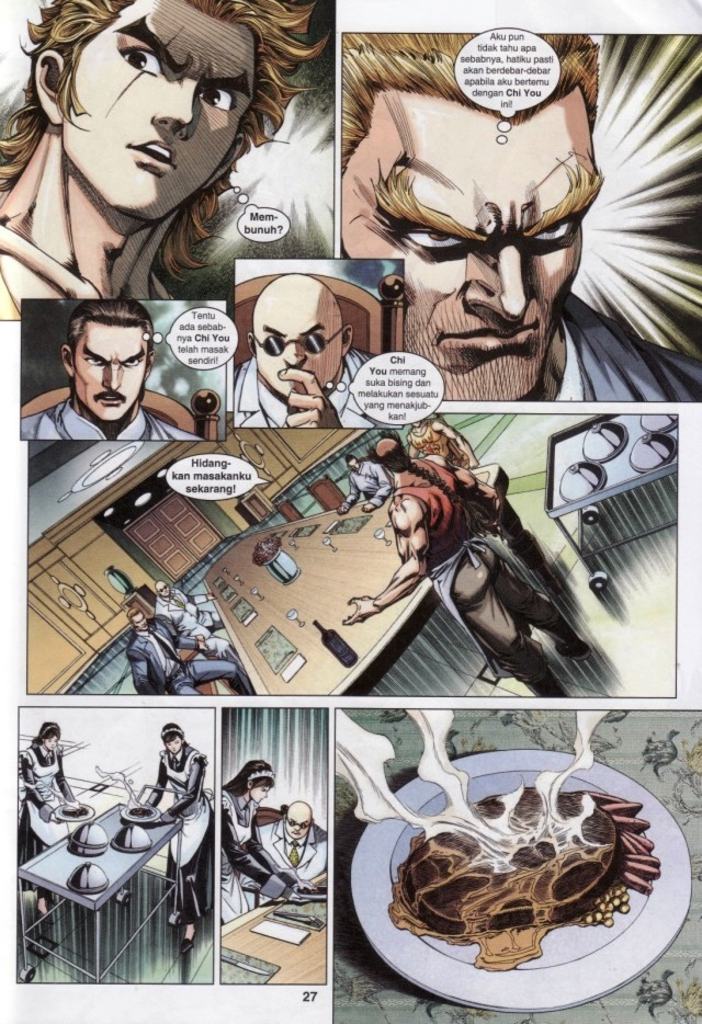 Mem-
bunuh?
Aku pun
tidak tahu apa
sebabnya, hatiku pasti
akan berdebar-debar
apabila aku bertemu
dengan Chi You
ini!
Tentu
ada sebab-
nya Chi You
telah masak
sendiri!
Chi
You memang
suka bising dan
melakukan sesuatu
yang menakjub-
kan!
Hidang-
kan masakanku
sekarang!
27